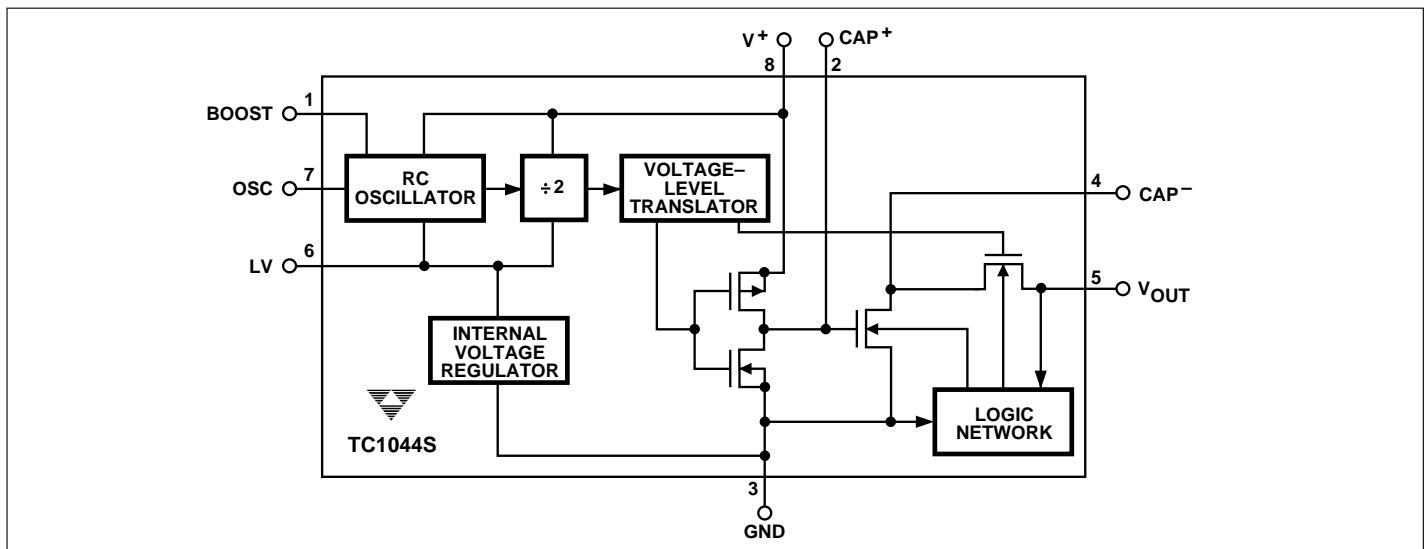 V+
CAP+
8
2
1
BOOST
7
OSC
RC
OSCILLATOR
÷2
VOLTAGE–
LEVEL
TRANSLATOR
4
CAP–
6
LV
5
VOUT
INTERNAL
VOLTAGE
REGULATOR
LOGIC
NETWORK
TC1044S
3
GND